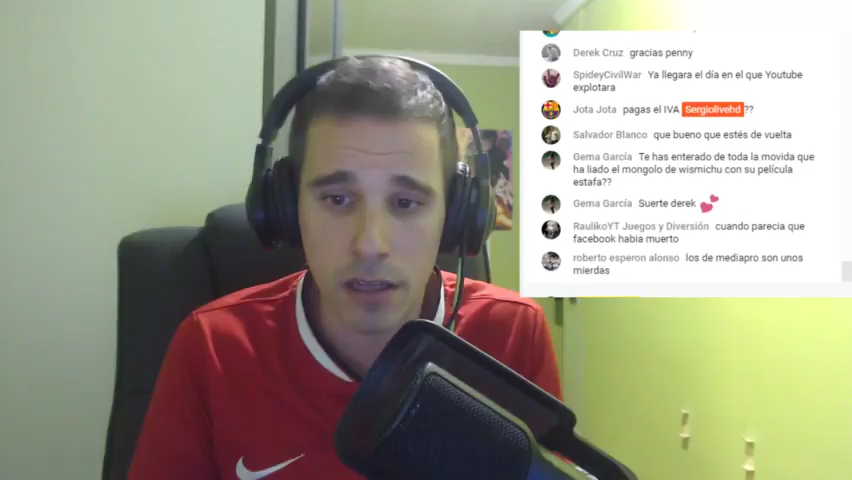 Derek Cruz gracias penny
SpideyCivilWar Ya llegara el día en el que Youtube
explotara
Jota Jota pagas el IVA Sergiolivehd ??
Salvador Blanco que bueno que estés de vuelta
Gema García Te has enterado de toda la movida que
ha liado el mongolo de wismichu con su película
estafa??
Gema García Suerte derek
RaulikoYT Juegos y Diversión cuando parecia que
facebook habia muerto
roberto esperon alonso los de mediapro son unos
mierdas